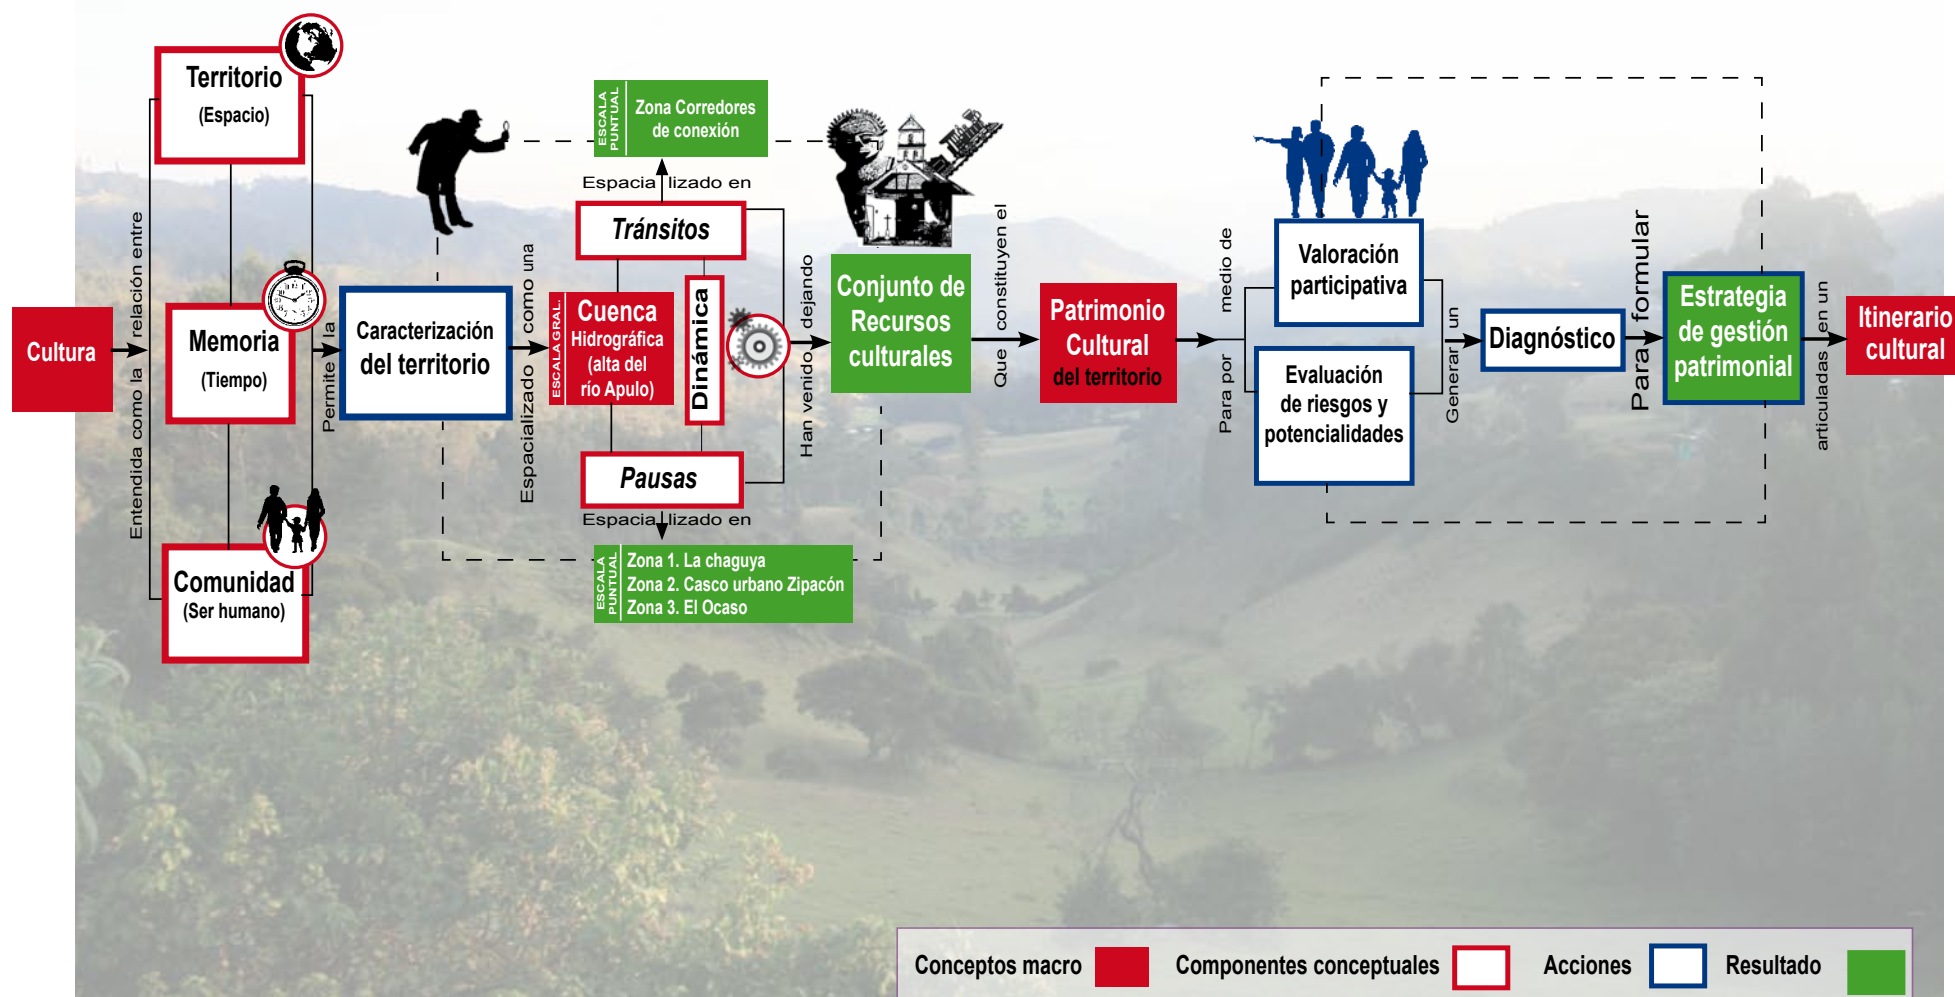 Cultura
Entendida como la relación entre
Territorio
(Espacio)
Memoria
(Tiempo)
Comunidad
(Ser humano)
Permite la
Caracterización
del territorio
Espacializado como una
ESCALA GRAL.
Cuenca
Hidrográfica
(alta del
río Apulo)
ESCALA
PUNTUAL
Zona Corredores
de conexión
Espacia lizado en
Tránsitos
Dinámica
Pausas
Espacia lizado en
ESCALA
PUNTUAL
Zona 1. La chaguya
Zona 2. Casco urbano Zipacón
Zona 3. El Ocaso
Han venido dejando
Conjunto de
Recursos
culturales
Que constituyen el
Patrimonio
Cultural
del territorio
Para por medio de
Valoración
participativa
Evaluación
de riesgos y
potencialidades
Generar un
Diagnóstico
Para formular
Estrategia
de gestión
patrimonial
articuladas en un
Itinerario
cultural
Conceptos macro
Componentes conceptuales
Acciones
Resultado